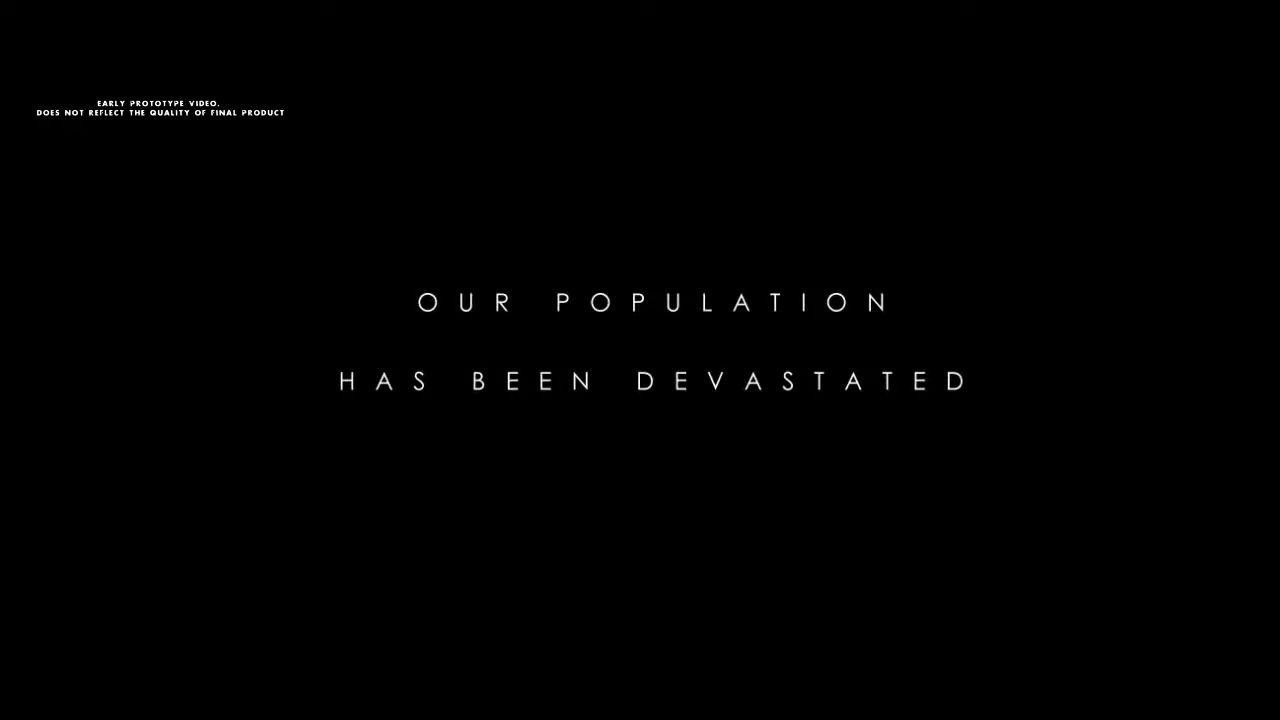 EARLY PROTOTYPE VIDEO.
DOES NOT REFLECT THE QUALITY OF FINAL PRODUCT
OUR POPULATION
HAS BEEN DEVASTATED